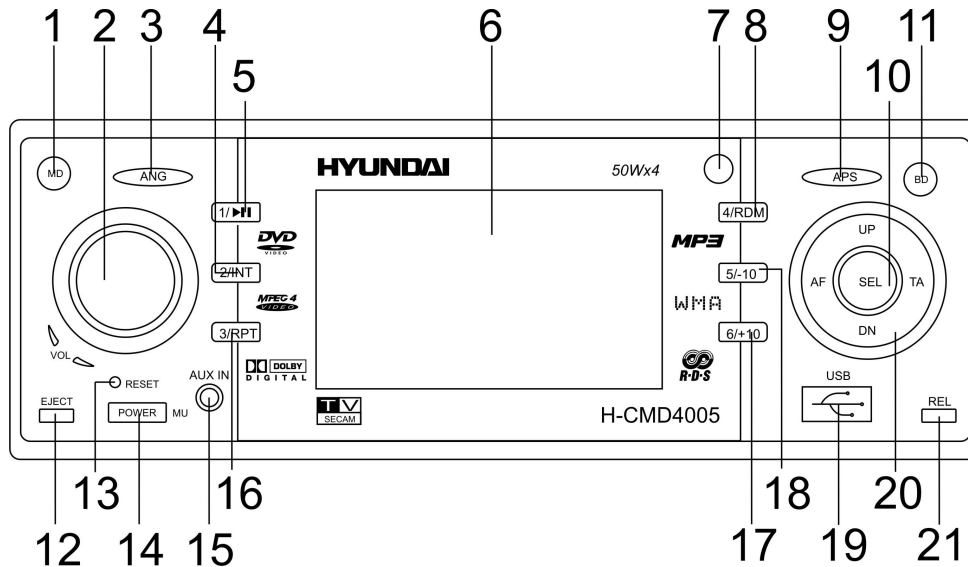 1 2 3 4 5 6 7 8 9 10 11
MD
ANG
HYUNDAI
50Wx4
APS
BD
1/
4/RDM
DVD
VIDEO
MP3
UP
2/INT
5/-10
AF SEL TA
MPEG 4
VIDEO
WMA
3/RPT
6/+10
DN
VOL
DOLBY
DIGITAL
R·D·S
RESET
AUX IN
USB
EJECT
POWER
MU
TV
SECAM
H-CMD4005
REL
13 16 18 20
12 14 15 17 19 21